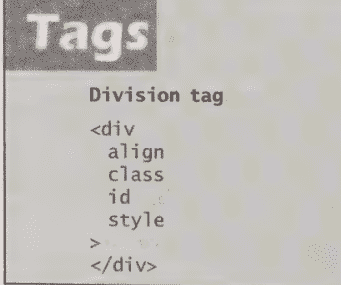 Tags
Division tag
<div
align
class
id
style
>
</div>